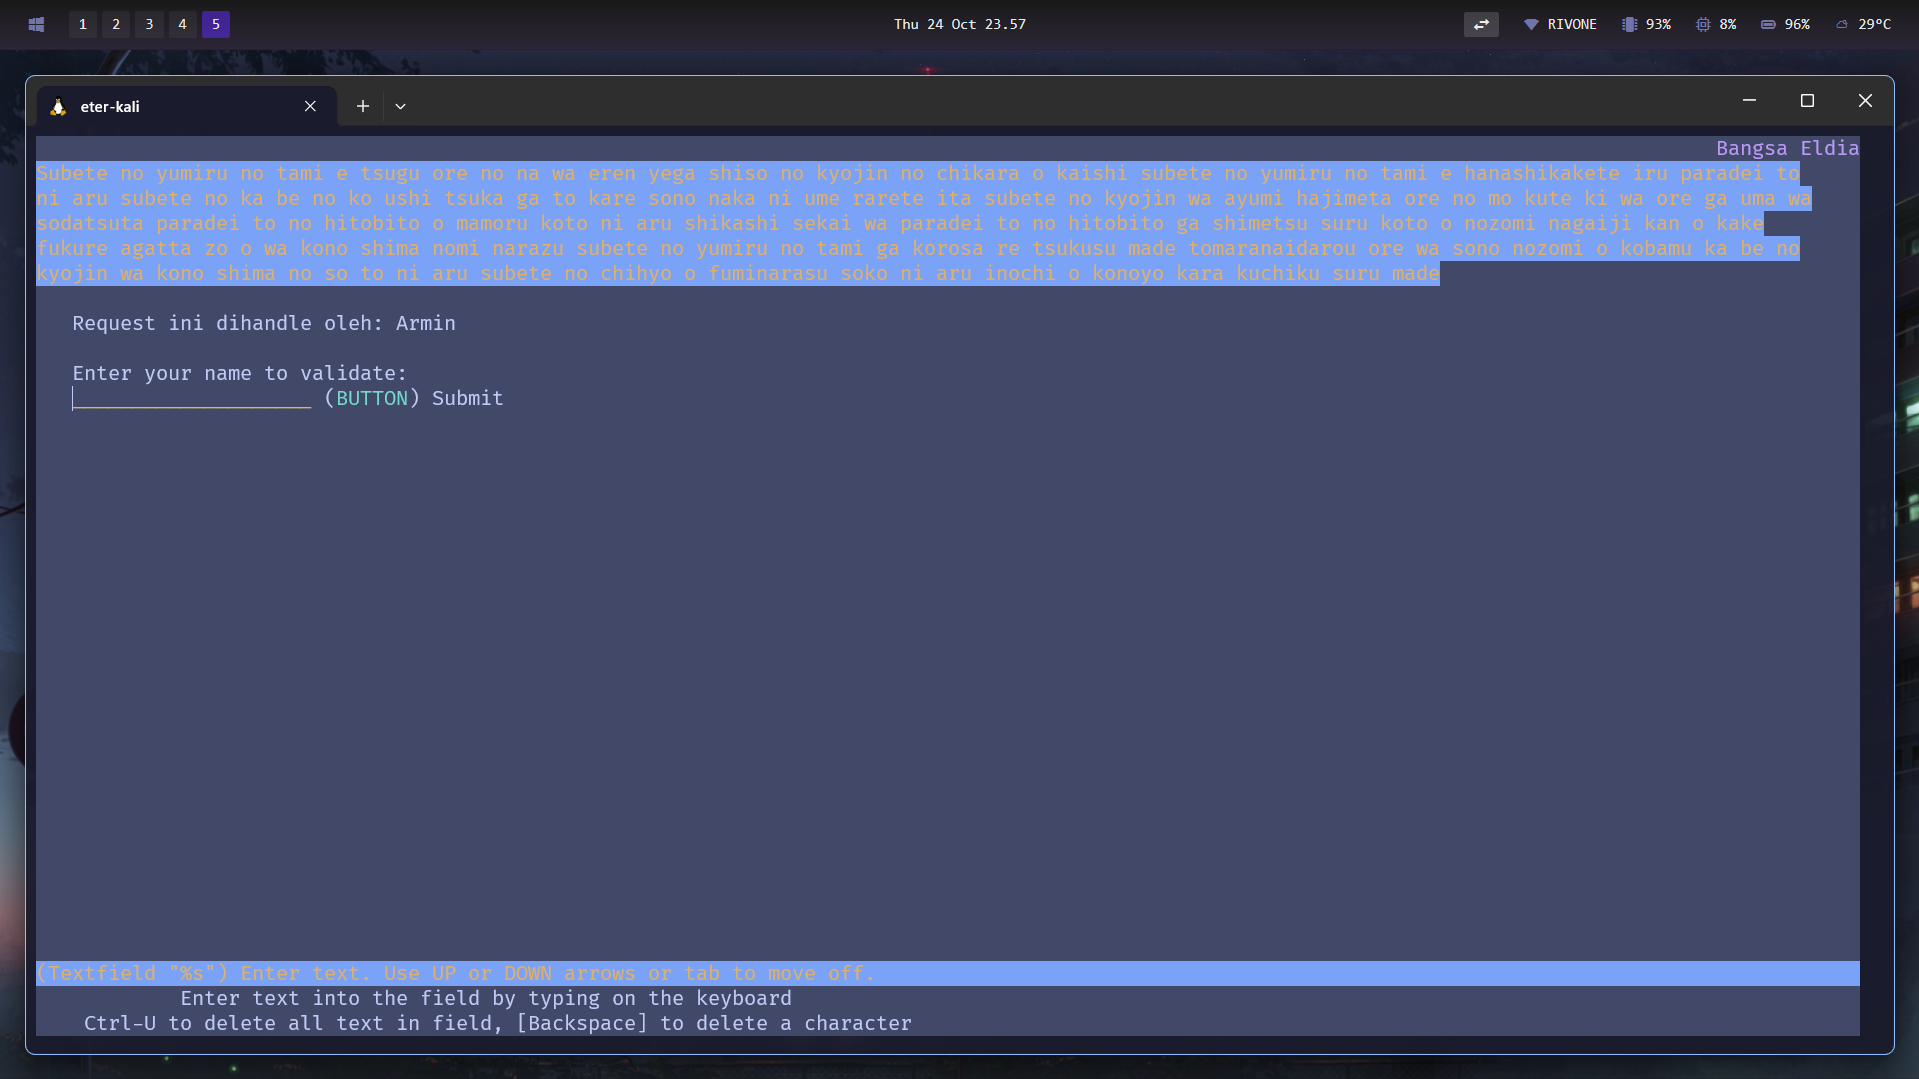 1 2 3 4 5
Thu 24 Oct 23.57
RIVONE 93% 8% 96% 29°C
eter-kali
Bangsa Eldia
Subete no yumiru no tami e tsugu ore no na wa eren yega shiso no kyojin no chikara o kaishi subete no yumiru no tami e hanashikakete iru paradei to
ni aru subete no ka be no ko ushi tsuka ga to kare sono naka ni ume rarete ita subete no kyojin wa ayumi hajimeta ore no mo kute ki wa ore ga uma wa
sodatsuta paradei to no hitobito o mamoru koto ni aru shikashi sekai wa paradei to no hitobito ga shimetsu suru koto o nozomi nagaiji kan o kake
fukure agatta zo o wa kono shima nomi narazu subete no yumiru no tami ga korosa re tsukusu made tomaranaidarou ore wa sono nozomi o kobamu ka be no
kyojin wa kono shima no so to ni aru subete no chihyo o fuminarasu soko ni aru inochi o konoyo kara kuchiku suru made
Request ini dihandle oleh: Armin
Enter your name to validate:
____________________ (BUTTON) Submit
(Textfield "%s") Enter text. Use UP or DOWN arrows or tab to move off.
Enter text into the field by typing on the keyboard
Ctrl-U to delete all text in field, [Backspace] to delete a character